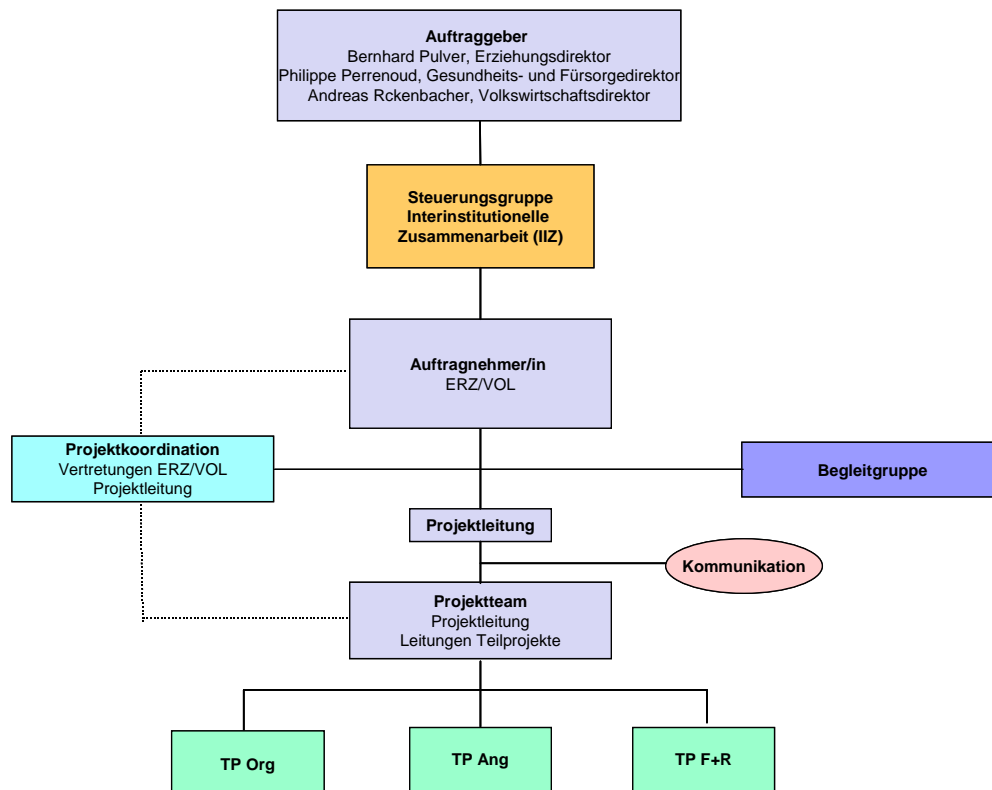 Auftraggeber
Bernhard Pulver, Erziehungsdirektor
Philippe Perrenoud, Gesundheits- und Fürsorgedirektor
Andreas Rckenbacher, Volkswirtschaftsdirektor
Steuerungsgruppe
Interinstitutionelle
Zusammenarbeit (IIZ)
Auftragnehmer/in
ERZ/VOL
Projektkoordination
Vertretungen ERZ/VOL
Projektleitung
Begleitgruppe
Projektleitung
Kommunikation
Projektteam
Projektleitung
Leitungen Teilprojekte
TP Org
TP Ang
TP F+R